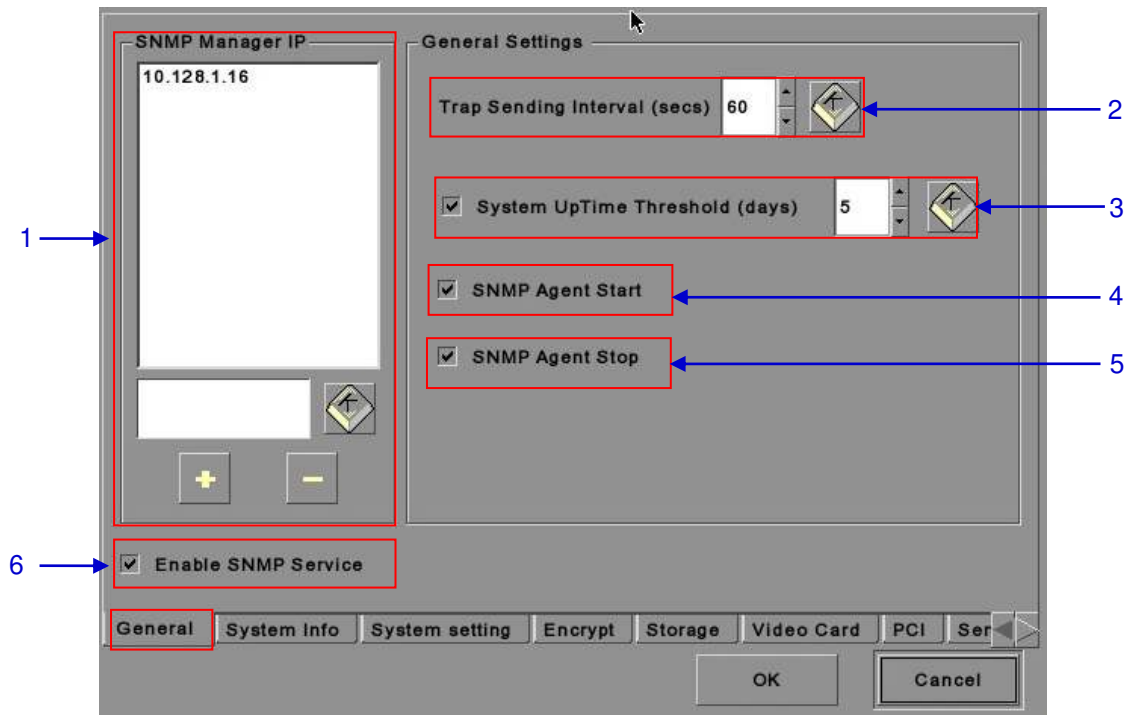 SNMP Manager IP
10.128.1.16
General Settings
Trap Sending Interval (secs) 60
2
System UpTime Threshold (days) 5
3
1
SNMP Agent Start
4
SNMP Agent Stop
5
+ −
6
Enable SNMP Service
General System Info System setting Encrypt Storage Video Card PCI Ser
OK Cancel